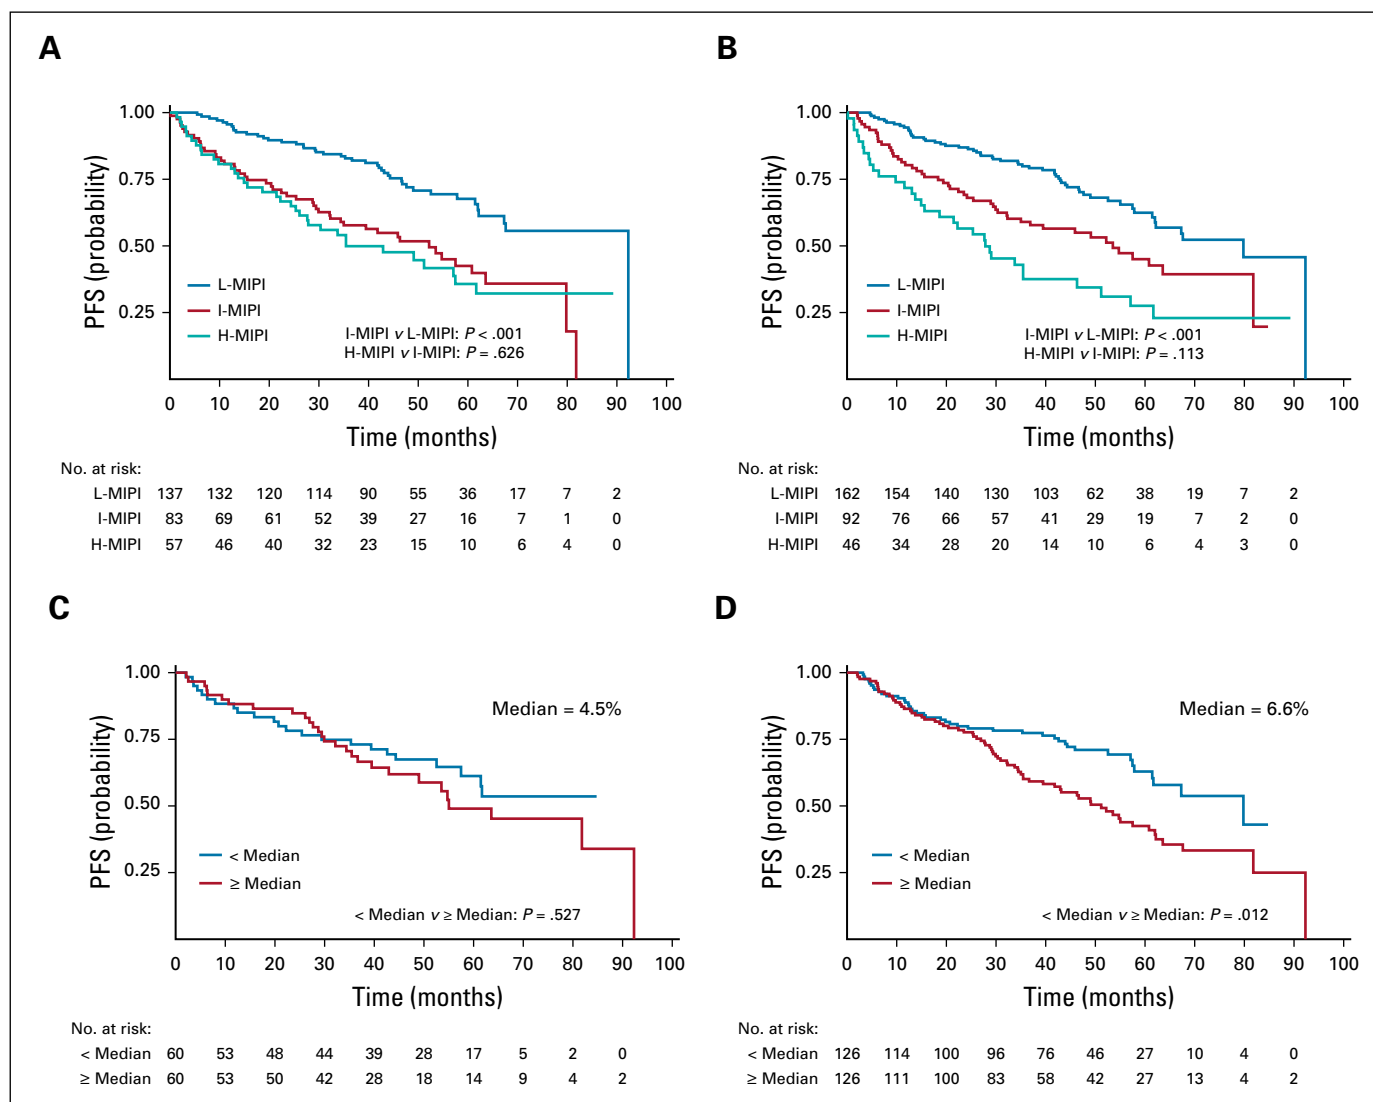 A
1.00
0.75
0.50
0.25
PFS (probability)
L-MIPI
I-MIPI
H-MIPI
I-MIPI v L-MIPI: P < .001
H-MIPI v I-MIPI: P = .626
0 10 20 30 40 50 60 70 80 90 100
Time (months)
No. at risk:
L-MIPI 137 132 120 114 90 55 36 17 7 2
I-MIPI 83 69 61 52 39 27 16 7 1 0
H-MIPI 57 46 40 32 23 15 10 6 4 0
B
1.00
0.75
0.50
0.25
PFS (probability)
L-MIPI
I-MIPI
H-MIPI
I-MIPI v L-MIPI: P < .001
H-MIPI v I-MIPI: P = .113
0 10 20 30 40 50 60 70 80 90 100
Time (months)
No. at risk:
L-MIPI 162 154 140 130 103 62 38 19 7 2
I-MIPI 92 76 66 57 41 29 19 7 2 0
H-MIPI 46 34 28 20 14 10 6 4 3 0
C
1.00
0.75
0.50
0.25
PFS (probability)
Median = 4.5%
< Median
≥ Median
< Median v ≥ Median: P = .527
0 10 20 30 40 50 60 70 80 90 100
Time (months)
No. at risk:
< Median 60 53 48 44 39 28 17 5 2 0
≥ Median 60 53 50 42 28 18 14 9 4 2
D
1.00
0.75
0.50
0.25
PFS (probability)
Median = 6.6%
< Median
≥ Median
< Median v ≥ Median: P = .012
0 10 20 30 40 50 60 70 80 90 100
Time (months)
No. at risk:
< Median 126 114 100 96 76 46 27 10 4 0
≥ Median 126 111 100 83 58 42 27 13 4 2